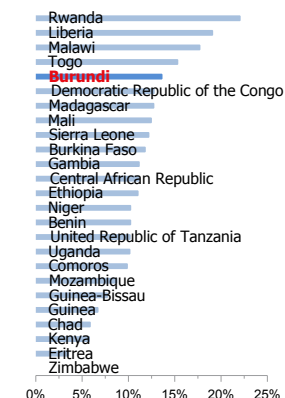 Rwanda
Liberia
Malawi
Togo
Burundi
Democratic Republic of the Congo
Madagascar
Mali
Sierra Leone
Burkina Faso
Gambia
Central African Republic
Ethiopia
Niger
Benin
United Republic of Tanzania
Uganda
Comoros
Mozambique
Guinea-Bissau
Guinea
Chad
Kenya
Eritrea
Zimbabwe
0% 5% 10% 15% 20% 25%